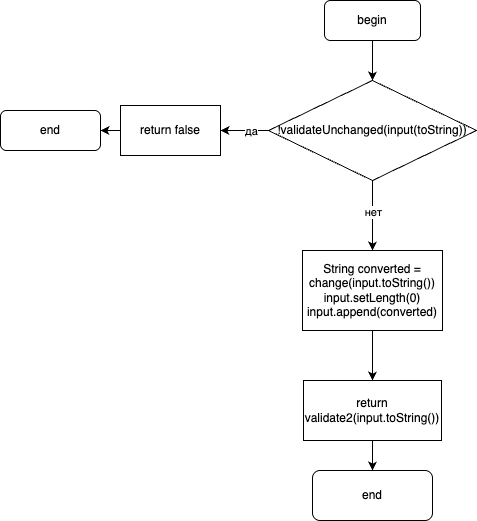 begin
!validateUnchanged(input(toString))
да
return false
end
нет
String converted =
change(input.toString())
input.setLength(0)
input.append(converted)
return
validate2(input.toString())
end